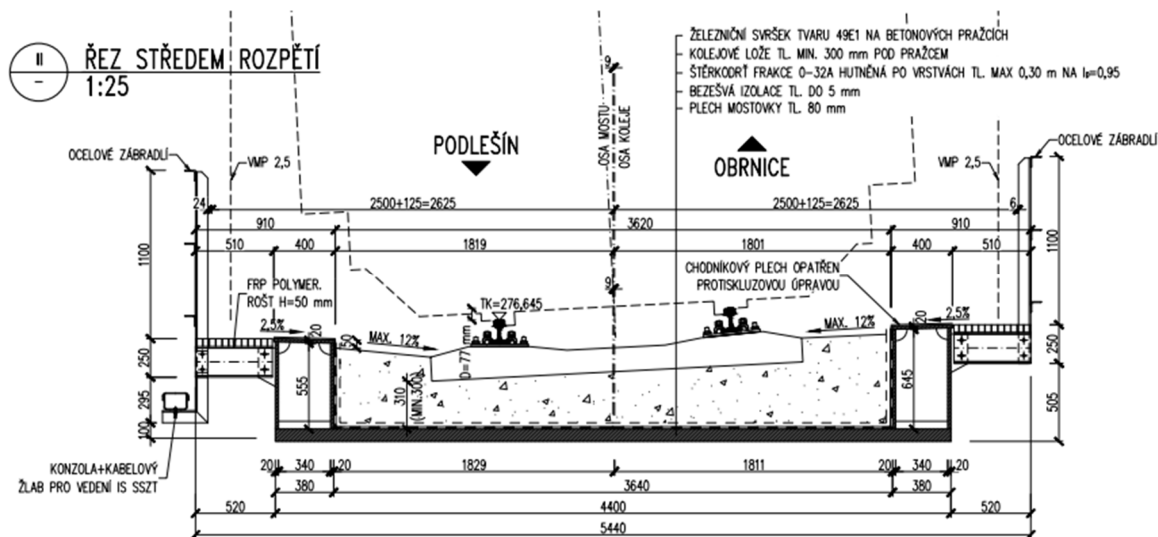 II
-
ŘEZ STŘEDEM ROZPĚTÍ
1:25
ŽELEZNIČNÍ SVRŠEK TVARU 49E1 NA BETONOVÝCH PRAŽCÍCH
KOLEJOVÉ LOŽE TL. MIN. 300 mm POD PRAŽCEM
ŠTĚRKODRŤ FRAKCE 0-32A HUTNĚNÁ PO VRSTVÁCH TL. MAX 0,30 m NA
BEZEŠVÁ IZOLACE TL. DO 5 mm
PLECH MOSTOVKY TL. 80 mm
9
OSA MOSTU
OSA KOLEJE
PODLEŠÍN
OBRNICE
OCELOVÉ ZÁBRADLÍ
VMP 2,5
VMP 2,5
OCELOVÉ ZÁBRADLÍ
24
2500+125=2625
2500+125=2625
6
910
3620
910
510
400
1819
1801
400
510
1100
1100
FRP POLYMER.
ROŠT H=50 mm
CHODNÍKOVÝ PLECH OPATŘEN
PROTISKLUZOVOU ÚPRAVOU
9
TK=276,645
2,5%
20
50
MAX. 12%
D=77 mm
MAX. 12%
20
2,5%
250
295
100
555
310
(MIN.300)
645
250
505
KONZOLA+KABELOVÝ
ŽLAB PRO VEDENÍ IS SSZT
20
340
20
1829
1811
20
340
20
380
3640
380
520
4400
520
5440